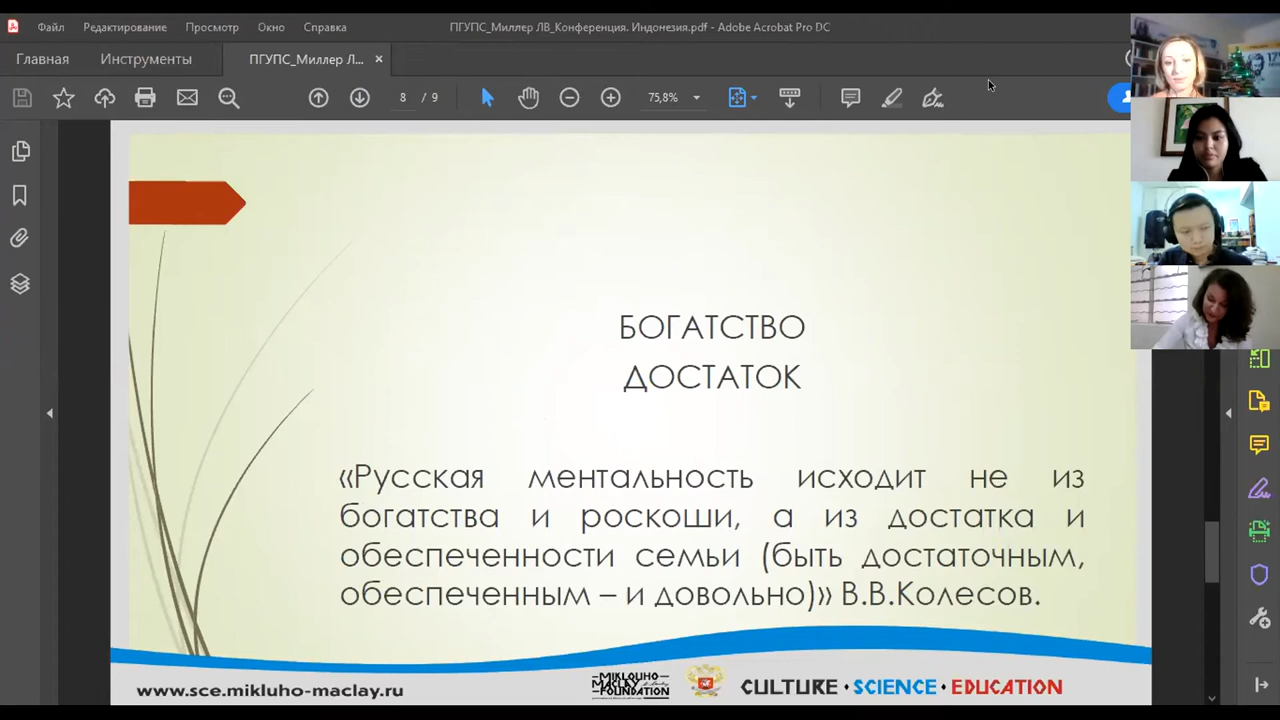 Файл Редактирование Просмотр Окно Справка
ПГУПС_Миллер ЛВ_Конференция. Индонезия.pdf - Adobe Acrobat Pro DC
Главная Инструменты ПГУПС_Миллер Л... ×
8 / 9 75,8%
БОГАТСТВО
ДОСТАТОК
«Русская ментальность исходит не из
богатства и роскоши, а из достатка и
обеспеченности семьи (быть достаточным,
обеспеченным – и довольно)» В.В.Колесов.
www.sce.mikluho-maclay.ru
MIKLOUHO
MACLAY
FOUNDATION
CULTURE • SCIENCE • EDUCATION